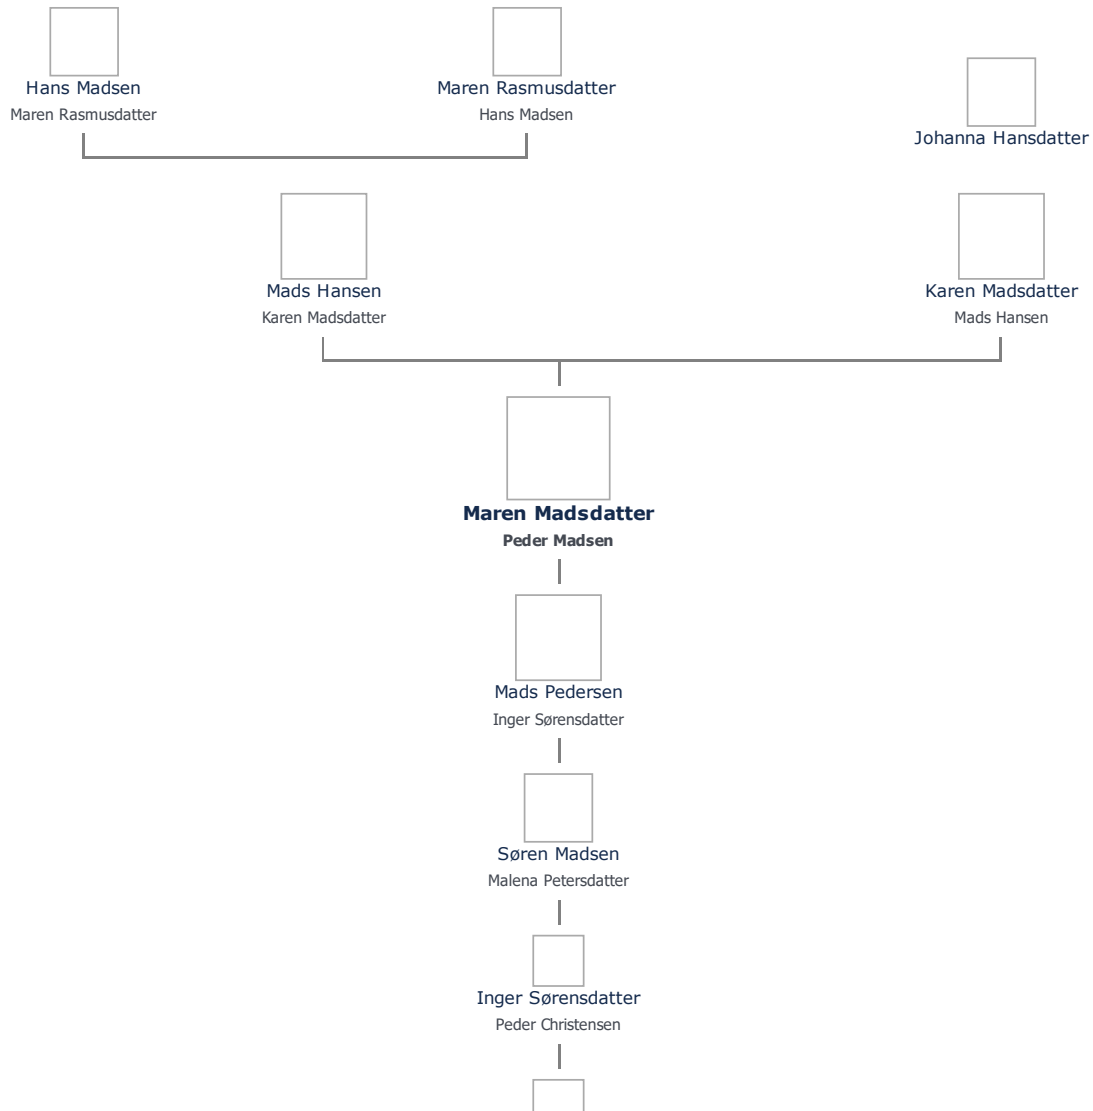 Hans Madsen
Maren Rasmusdatter
Maren Rasmusdatter
Hans Madsen
Johanna Hansdatter
Mads Hansen
Karen Madsdatter
Karen Madsdatter
Mads Hansen
Maren Madsdatter
Peder Madsen
Mads Pedersen
Inger Sørensdatter
Søren Madsen
Malena Petersdatter
Inger Sørensdatter
Peder Christensen